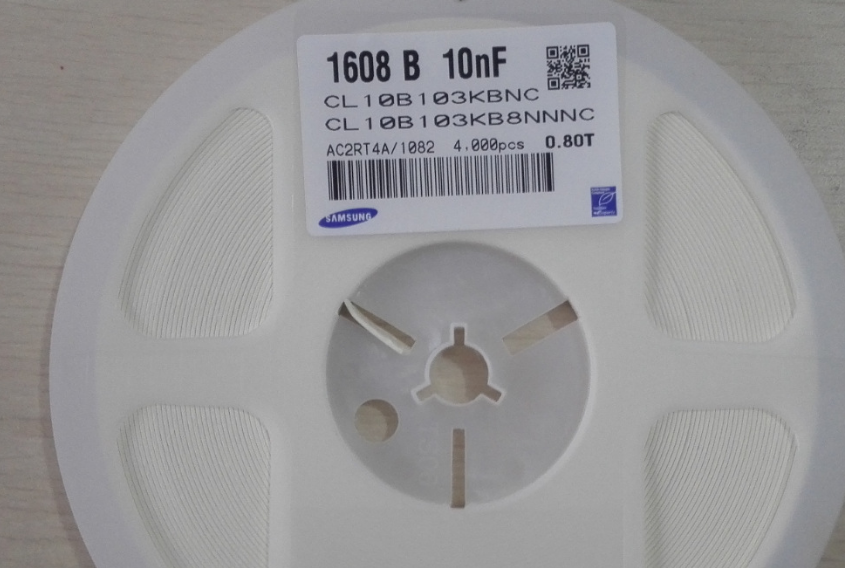 1608 B 10nF
CL10B103KBNC
CL10B103KB8NNNC
AC2RT4A/1082 4,000pcs 0.80T
SAMSUNG